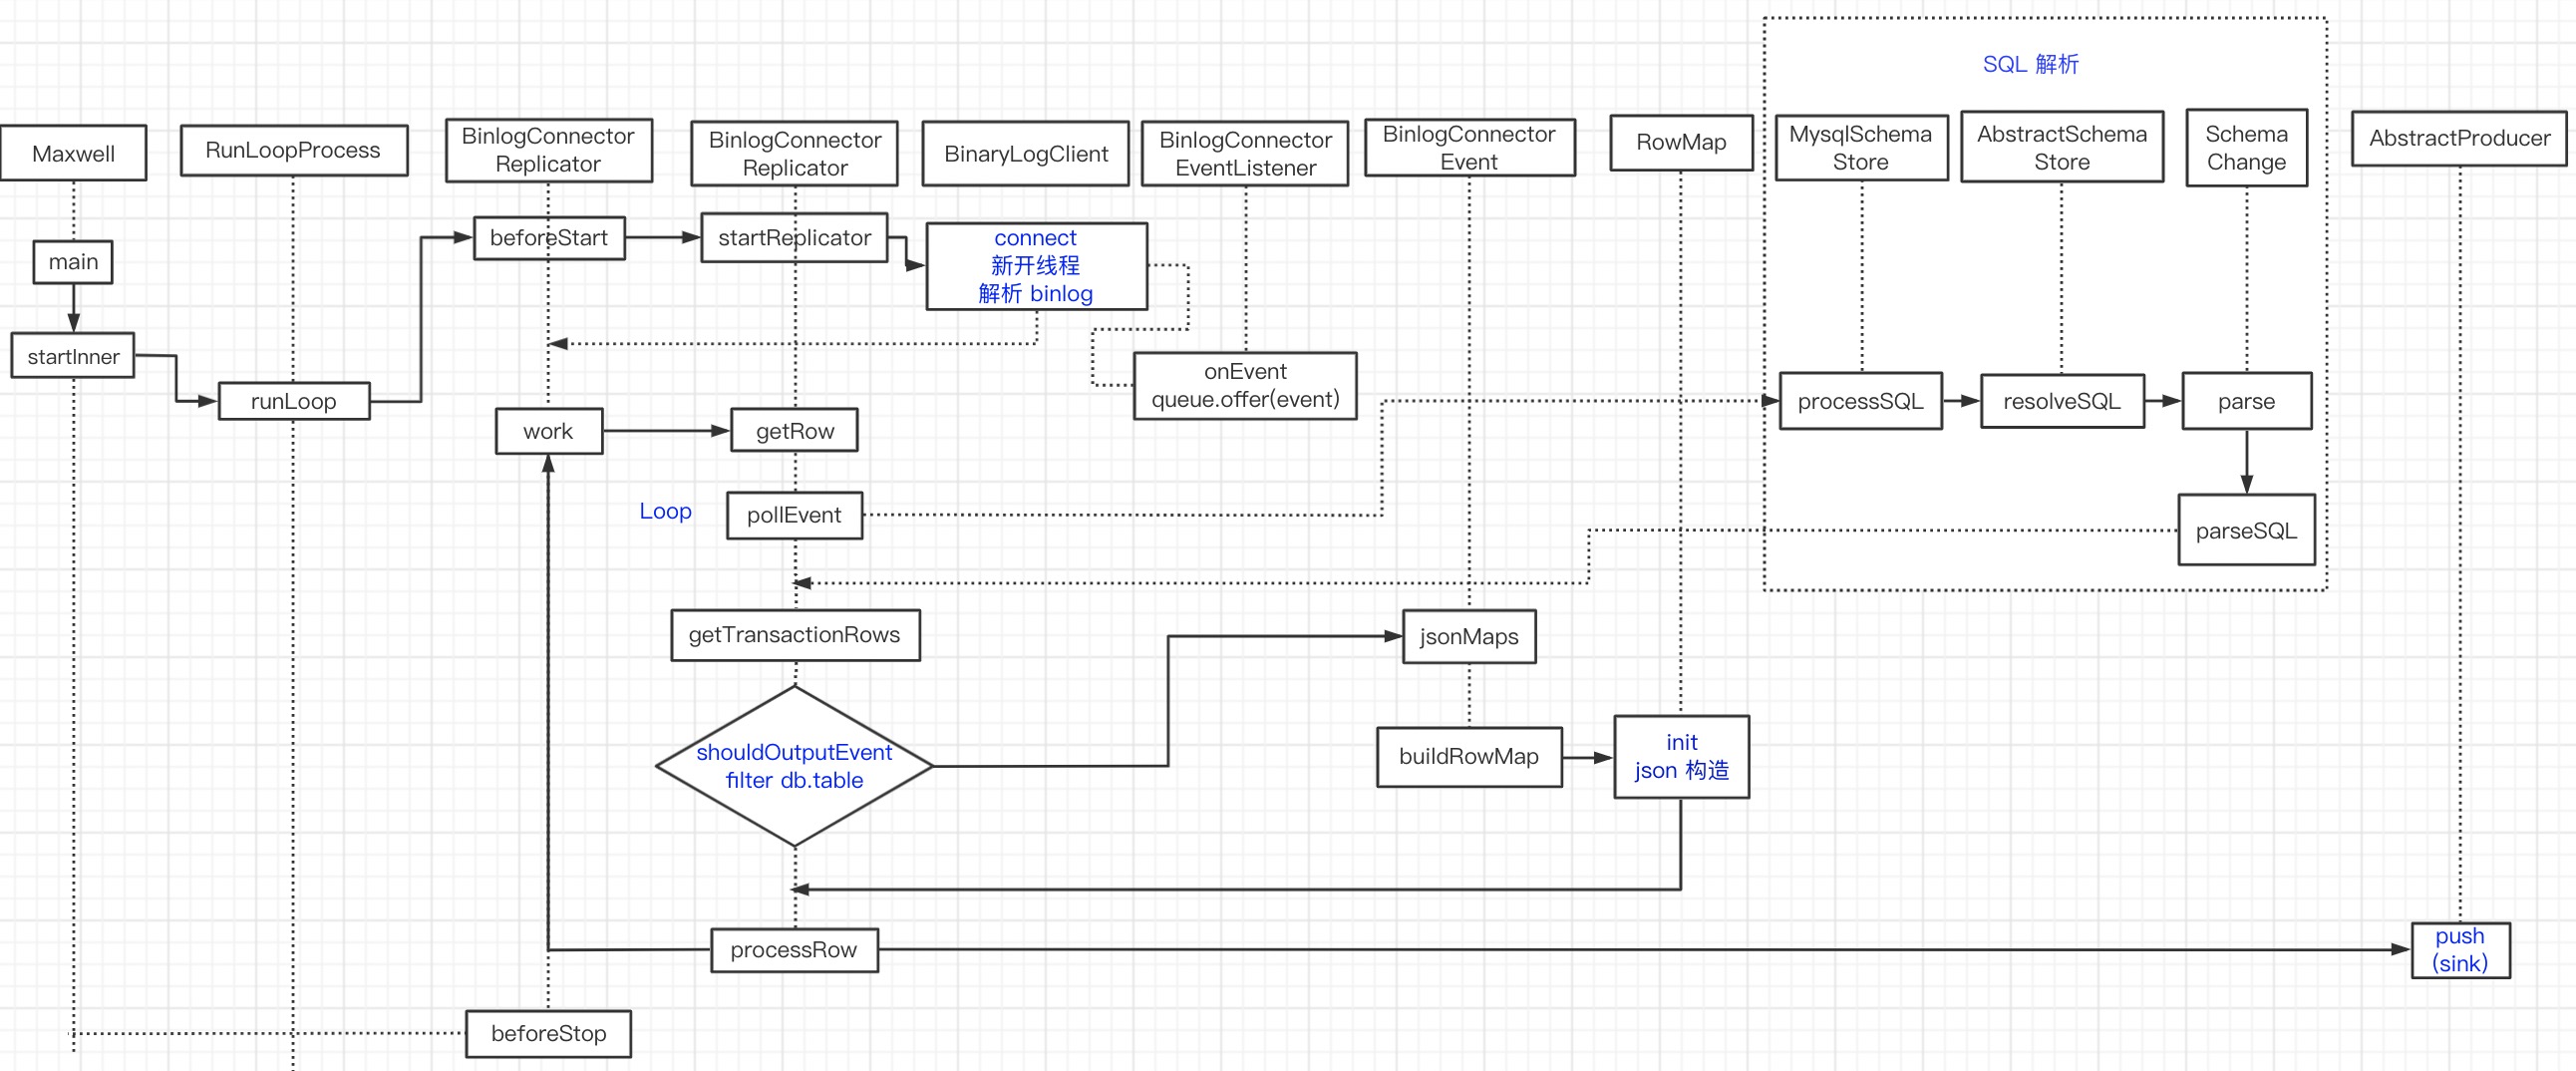 SQL 解析
Maxwell
RunLoopProcess
BinlogConnector
Replicator
BinlogConnector
Replicator
BinaryLogClient
BinlogConnector
EventListener
BinlogConnector
Event
RowMap
MysqlSchema
Store
AbstractSchema
Store
Schema
Change
AbstractProducer
main
beforeStart
startReplicator
connect
新开线程
解析 binlog
startInner
runLoop
onEvent
queue.offer(event)
processSQL
resolveSQL
parse
work
getRow
Loop
pollEvent
parseSQL
getTransactionRows
jsonMaps
shouldOutputEvent
filter db.table
buildRowMap
init
json 构造
processRow
push
(sink)
beforeStop